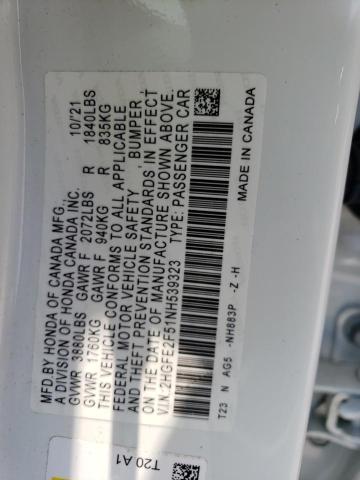 MFD.BY HONDA OF CANADA MFG., 10/'21
A DIVISION OF HONDA CANADA INC.
GVWR 3880LBS GAWR F 2072LBS R 1840LBS
GVWR 1760KG GAWR F 940KG R 835KG
THIS VEHICLE CONFORMS TO ALL APPLICABLE
FEDERAL MOTOR VEHICLE SAFETY, BUMPER,
AND THEFT PREVENTION STANDARDS IN EFFECT
ON THE DATE OF MANUFACTURE SHOWN ABOVE.
V.I.N.:2HGFE2F51NH539323 TYPE: PASSENGER CAR
MADE IN CANADA
T23 N AG5 -NH883P -Z -H
T20 A1